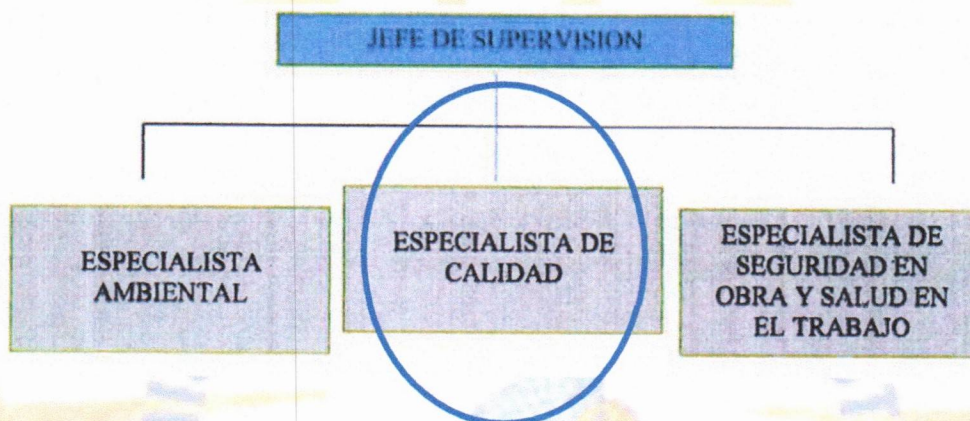 JEFE DE SUPERVISION
ESPECIALISTA
AMBIENTAL
ESPECIALISTA DE
CALIDAD
ESPECIALISTA DE
SEGURIDAD EN
OBRA Y SALUD EN
EL TRABAJO